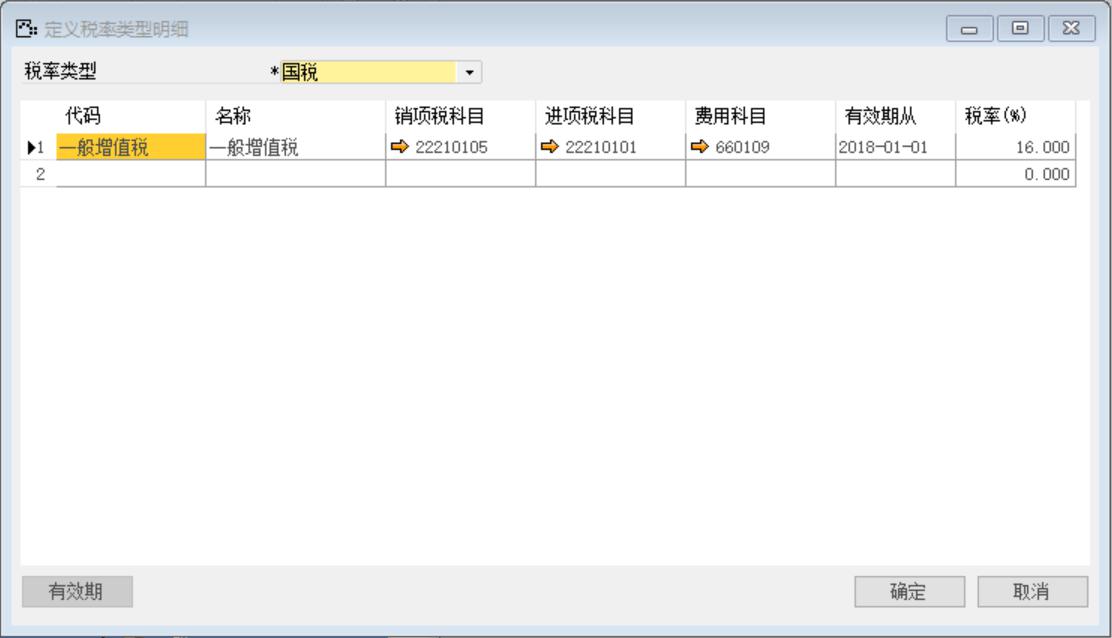 定义税率类型明细
税率类型 *国税
代码 名称 销项税科目 进项税科目 费用科目 有效期从 税率(%)
1 一般增值税 一般增值税 22210105 22210101 660109 2018-01-01 16.000
2 0.000
有效期 确定 取消